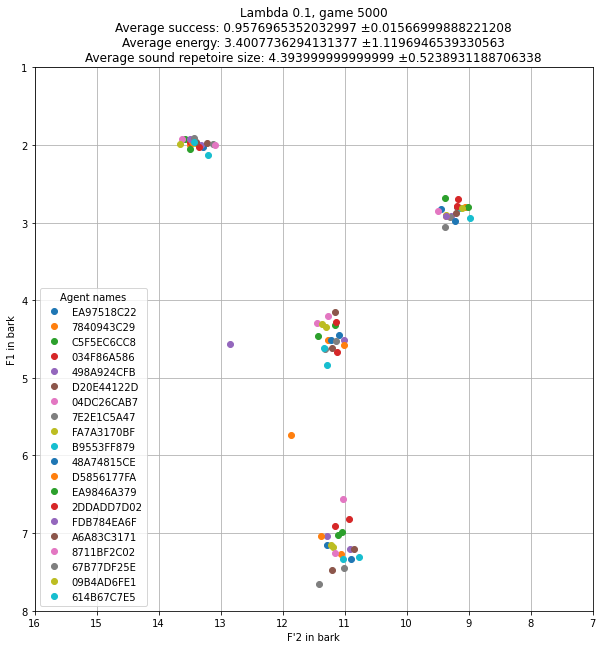 Lambda 0.1, game 5000
Average success: 0.9576965352032997 ±0.01566999888221208
Average energy: 3.4007736294131377 ±1.1196946539330563
Average sound repetoire size: 4.393999999999999 ±0.5238931188706338
1
2
3
4
5
6
7
8
F1 in bark
Agent names
EA97518C22
7840943C29
C5F5EC6CC8
034F86A586
498A924CFB
D20E44122D
04DC26CAB7
7E2E1C5A47
FA7A3170BF
B9553FF879
48A74815CE
D5856177FA
EA9846A379
2DDADD7D02
FDB784EA6F
A6A83C3171
8711BF2C02
67B77DF25E
09B4AD6FE1
614B67C7E5
16 15 14 13 12 11 10 9 8 7
F'2 in bark